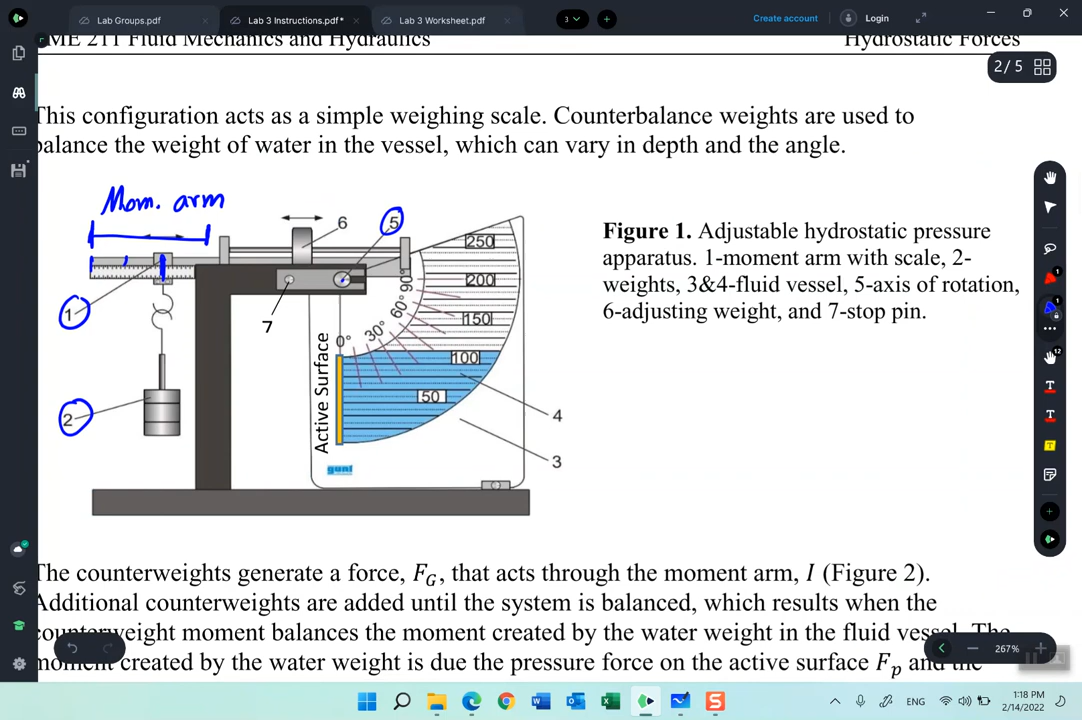 Lab Groups.pdf
Lab 3 Instructions.pdf*
Lab 3 Worksheet.pdf
3
Create account
Login
ME 211 Fluid Mechanics and Hydraulics
Hydrostatic Forces
2/5
This configuration acts as a simple weighing scale. Counterbalance weights are used to
balance the weight of water in the vessel, which can vary in depth and the angle.
Mom. arm
6
5
250
200
150
100
50
0°
30°
60°
90°
1
7
2
Active Surface
4
3
gunt
Figure 1. Adjustable hydrostatic pressure
apparatus. 1-moment arm with scale, 2-
weights, 3&4-fluid vessel, 5-axis of rotation,
6-adjusting weight, and 7-stop pin.
The counterweights generate a force, F_G, that acts through the moment arm, I (Figure 2).
Additional counterweights are added until the system is balanced, which results when the
counterweight moment balances the moment created by the water weight in the fluid vessel. The
moment created by the water weight is due the pressure force on the active surface F_p and the
1
1
12
T
T
T
267%
ENG
1:18 PM
2/14/2022